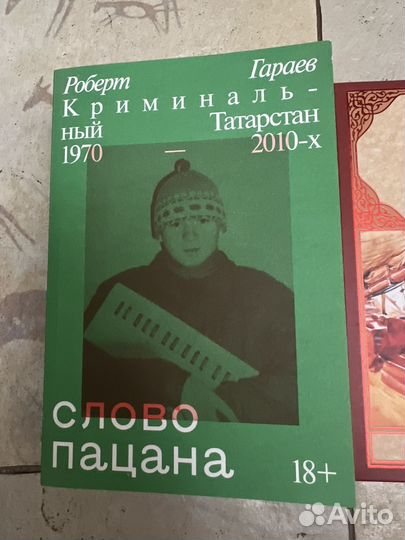 Роберт Гараев
Криминаль-
ный Татарстан
1970 — 2010-х
слово
пацана
18+
Avito